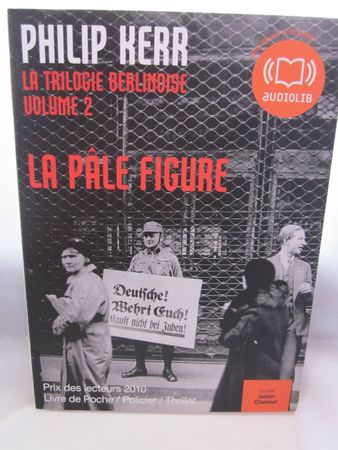 PHILIP KERR
LA TRILOGIE BERLINOISE
VOLUME 2
AUDIOLIB
LA PÂLE FIGURE
Deutsche!
Wehrt Euch!
Kauft nicht bei Juden!
Prix des lecteurs 2010
Livre de Poche / Policier / Thriller
Julien
Chatelet